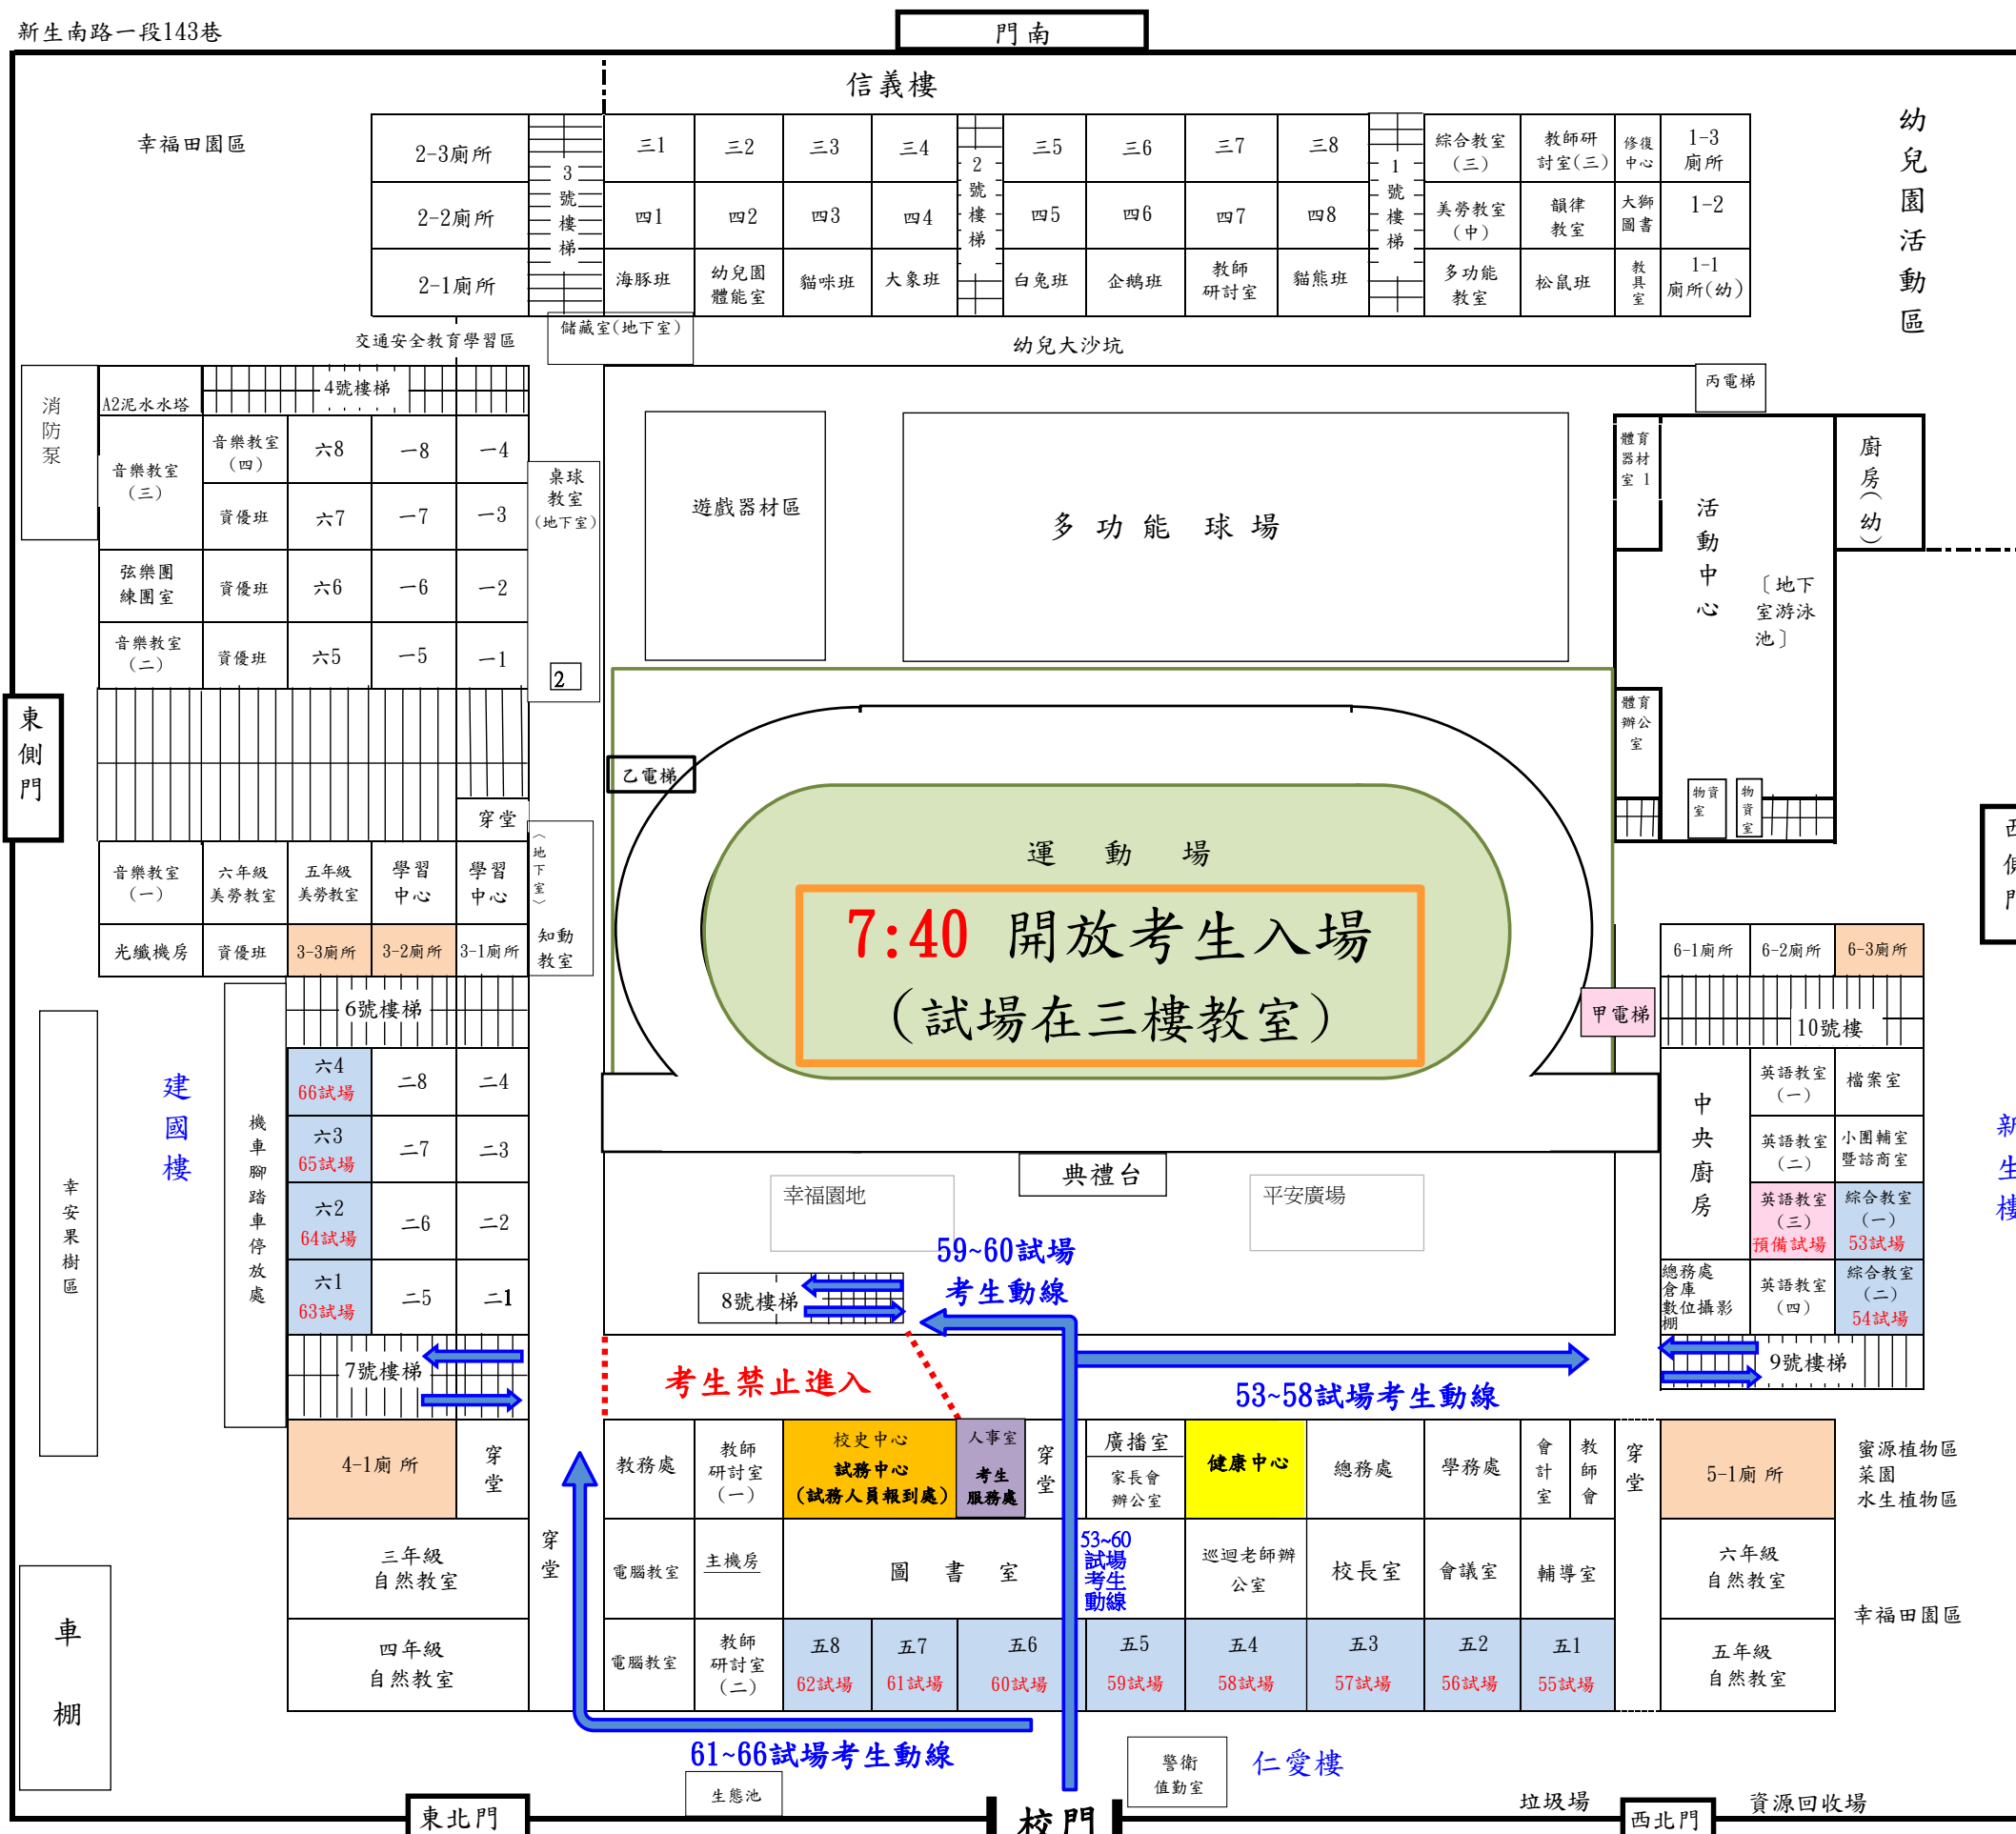 新生南路一段143巷
門南
信義樓
幸福田園區
2-3廁所
2-2廁所
2-1廁所
3號樓梯
三1
三2
三3
三4
四1
四2
四3
四4
海豚班
幼兒園
體能室
貓咪班
大象班
2號樓梯
三5
三6
三7
三8
四5
四6
四7
四8
白兔班
企鵝班
教師
研討室
貓熊班
1號樓梯
綜合教室
(三)
教師研
討室(三)
修復
中心
1-3
廁所
美勞教室
(中)
韻律
教室
大獅
圖書
1-2
多功能
教室
松鼠班
教具室
1-1
廁所(幼)
幼兒園活動區
儲藏室(地下室)
交通安全教育學習區
幼兒大沙坑
丙電梯
消防泵
A2泥水水塔
4號樓梯
音樂教室
(三)
音樂教室
(四)
六8
一8
一4
資優班
六7
一7
一3
弦樂團
練團室
資優班
六6
一6
一2
音樂教室
(二)
資優班
六5
一5
一1
桌球
教室
(地下室)
2
遊戲器材區
多功能 球場
體育
器材
室 1
活動中心
〔地下
室游泳
池〕
廚房(幼)
體育
辦公
室
物資
室
物資室
東側門
乙電梯
穿堂
音樂教室
(一)
六年級
美勞教室
五年級
美勞教室
學習
中心
學習
中心
(地下室)
知動
教室
光纖機房
資優班
3-3廁所
3-2廁所
3-1廁所
運 動 場
7:40 開放考生入場
(試場在三樓教室)
西側門
6-1廁所
6-2廁所
6-3廁所
甲電梯
10號樓
6號樓梯
建國樓
幸安果樹區
機車腳踏車停放處
六4
66試場
二8
二4
六3
65試場
二7
二3
六2
64試場
二6
二2
六1
63試場
二5
二1
典禮台
幸福園地
平安廣場
中央廚房
英語教室
(一)
檔案室
英語教室
(二)
小團輔室
暨諮商室
英語教室
(三)
預備試場
綜合教室
(一)
53試場
總務處
倉庫
數位攝影
棚
英語教室
(四)
綜合教室
(二)
54試場
新生樓
59~60試場
考生動線
8號樓梯
7號樓梯
考生禁止進入
53~58試場考生動線
9號樓梯
4-1廁所
穿堂
教務處
教師
研討室
(一)
校史中心
試務中心
(試務人員報到處)
人事室
考生
服務處
穿堂
廣播室
家長會
辦公室
健康中心
總務處
學務處
會計室
教師會
穿堂
5-1廁所
蜜源植物區
菜園
水生植物區
三年級
自然教室
穿堂
電腦教室
主機房
圖 書 室
53~60
試場
考生
動線
巡迴老師辦
公室
校長室
會議室
輔導室
六年級
自然教室
幸福田園區
車棚
四年級
自然教室
電腦教室
教師
研討室
(二)
五8
62試場
五7
61試場
五6
60試場
五5
59試場
五4
58試場
五3
57試場
五2
56試場
五1
55試場
五年級
自然教室
61~66試場考生動線
生態池
警衛
值勤室
仁愛樓
垃圾場
資源回收場
東北門
校門
西北門